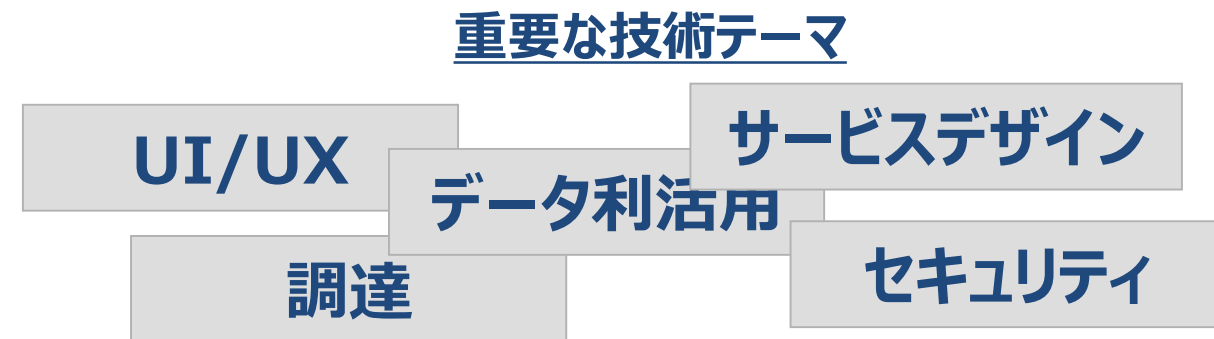 重要な技術テーマ
UI/UX
サービスデザイン
データ利活用
調達
セキュリティ